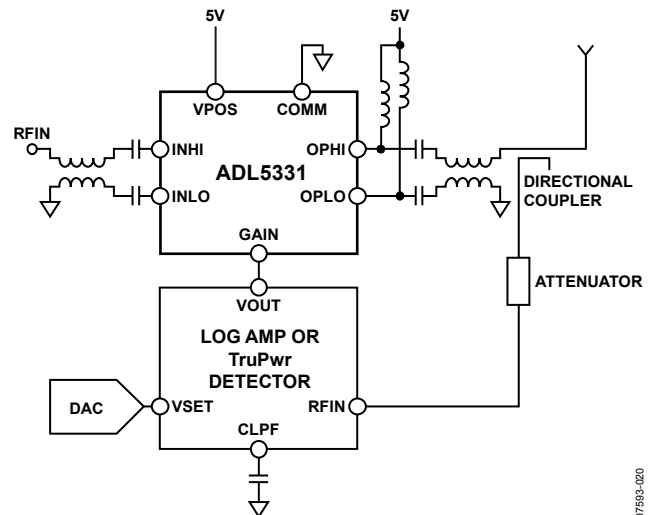 5V
5V
VPOS
COMM
RFIN
INHI
OPHI
ADL5331
INLO
OPLO
DIRECTIONAL
COUPLER
GAIN
ATTENUATOR
VOUT
LOG AMP OR
TruPwr
DETECTOR
DAC
VSET
RFIN
CLPF
07593-020